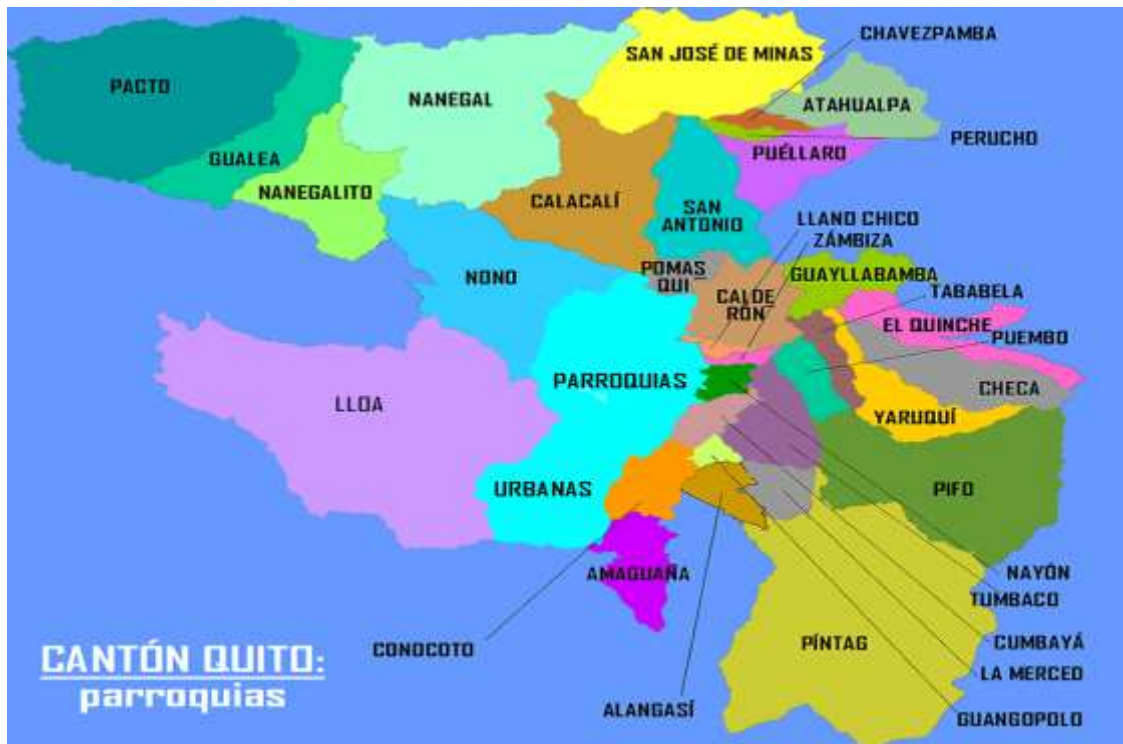 CHAVEZPAMBA
SAN JOSÉ DE MINAS
PACTO
NANEGAL
ATAHUALPA
PERUCHO
GUALEA
PUÉLLARO
NANEGALITO
CALACALÍ
SAN
ANTONIO
LLANO CHICO
ZÁMBIZA
POMAS
QUI
NONO
GUAYLLABAMBA
CALDE
RÓN
TABABELA
EL QUINCHE
PUEMBO
PARROQUIAS
CHECA
LLOA
YARUQUÍ
URBANAS
PIFO
AMAGUAÑA
NAYÓN
TUMBACO
CONOCOTO
PÍNTAG
CUMBAYÁ
LA MERCED
CANTÓN QUITO:
parroquias
ALANGASÍ
GUANGOPOLO